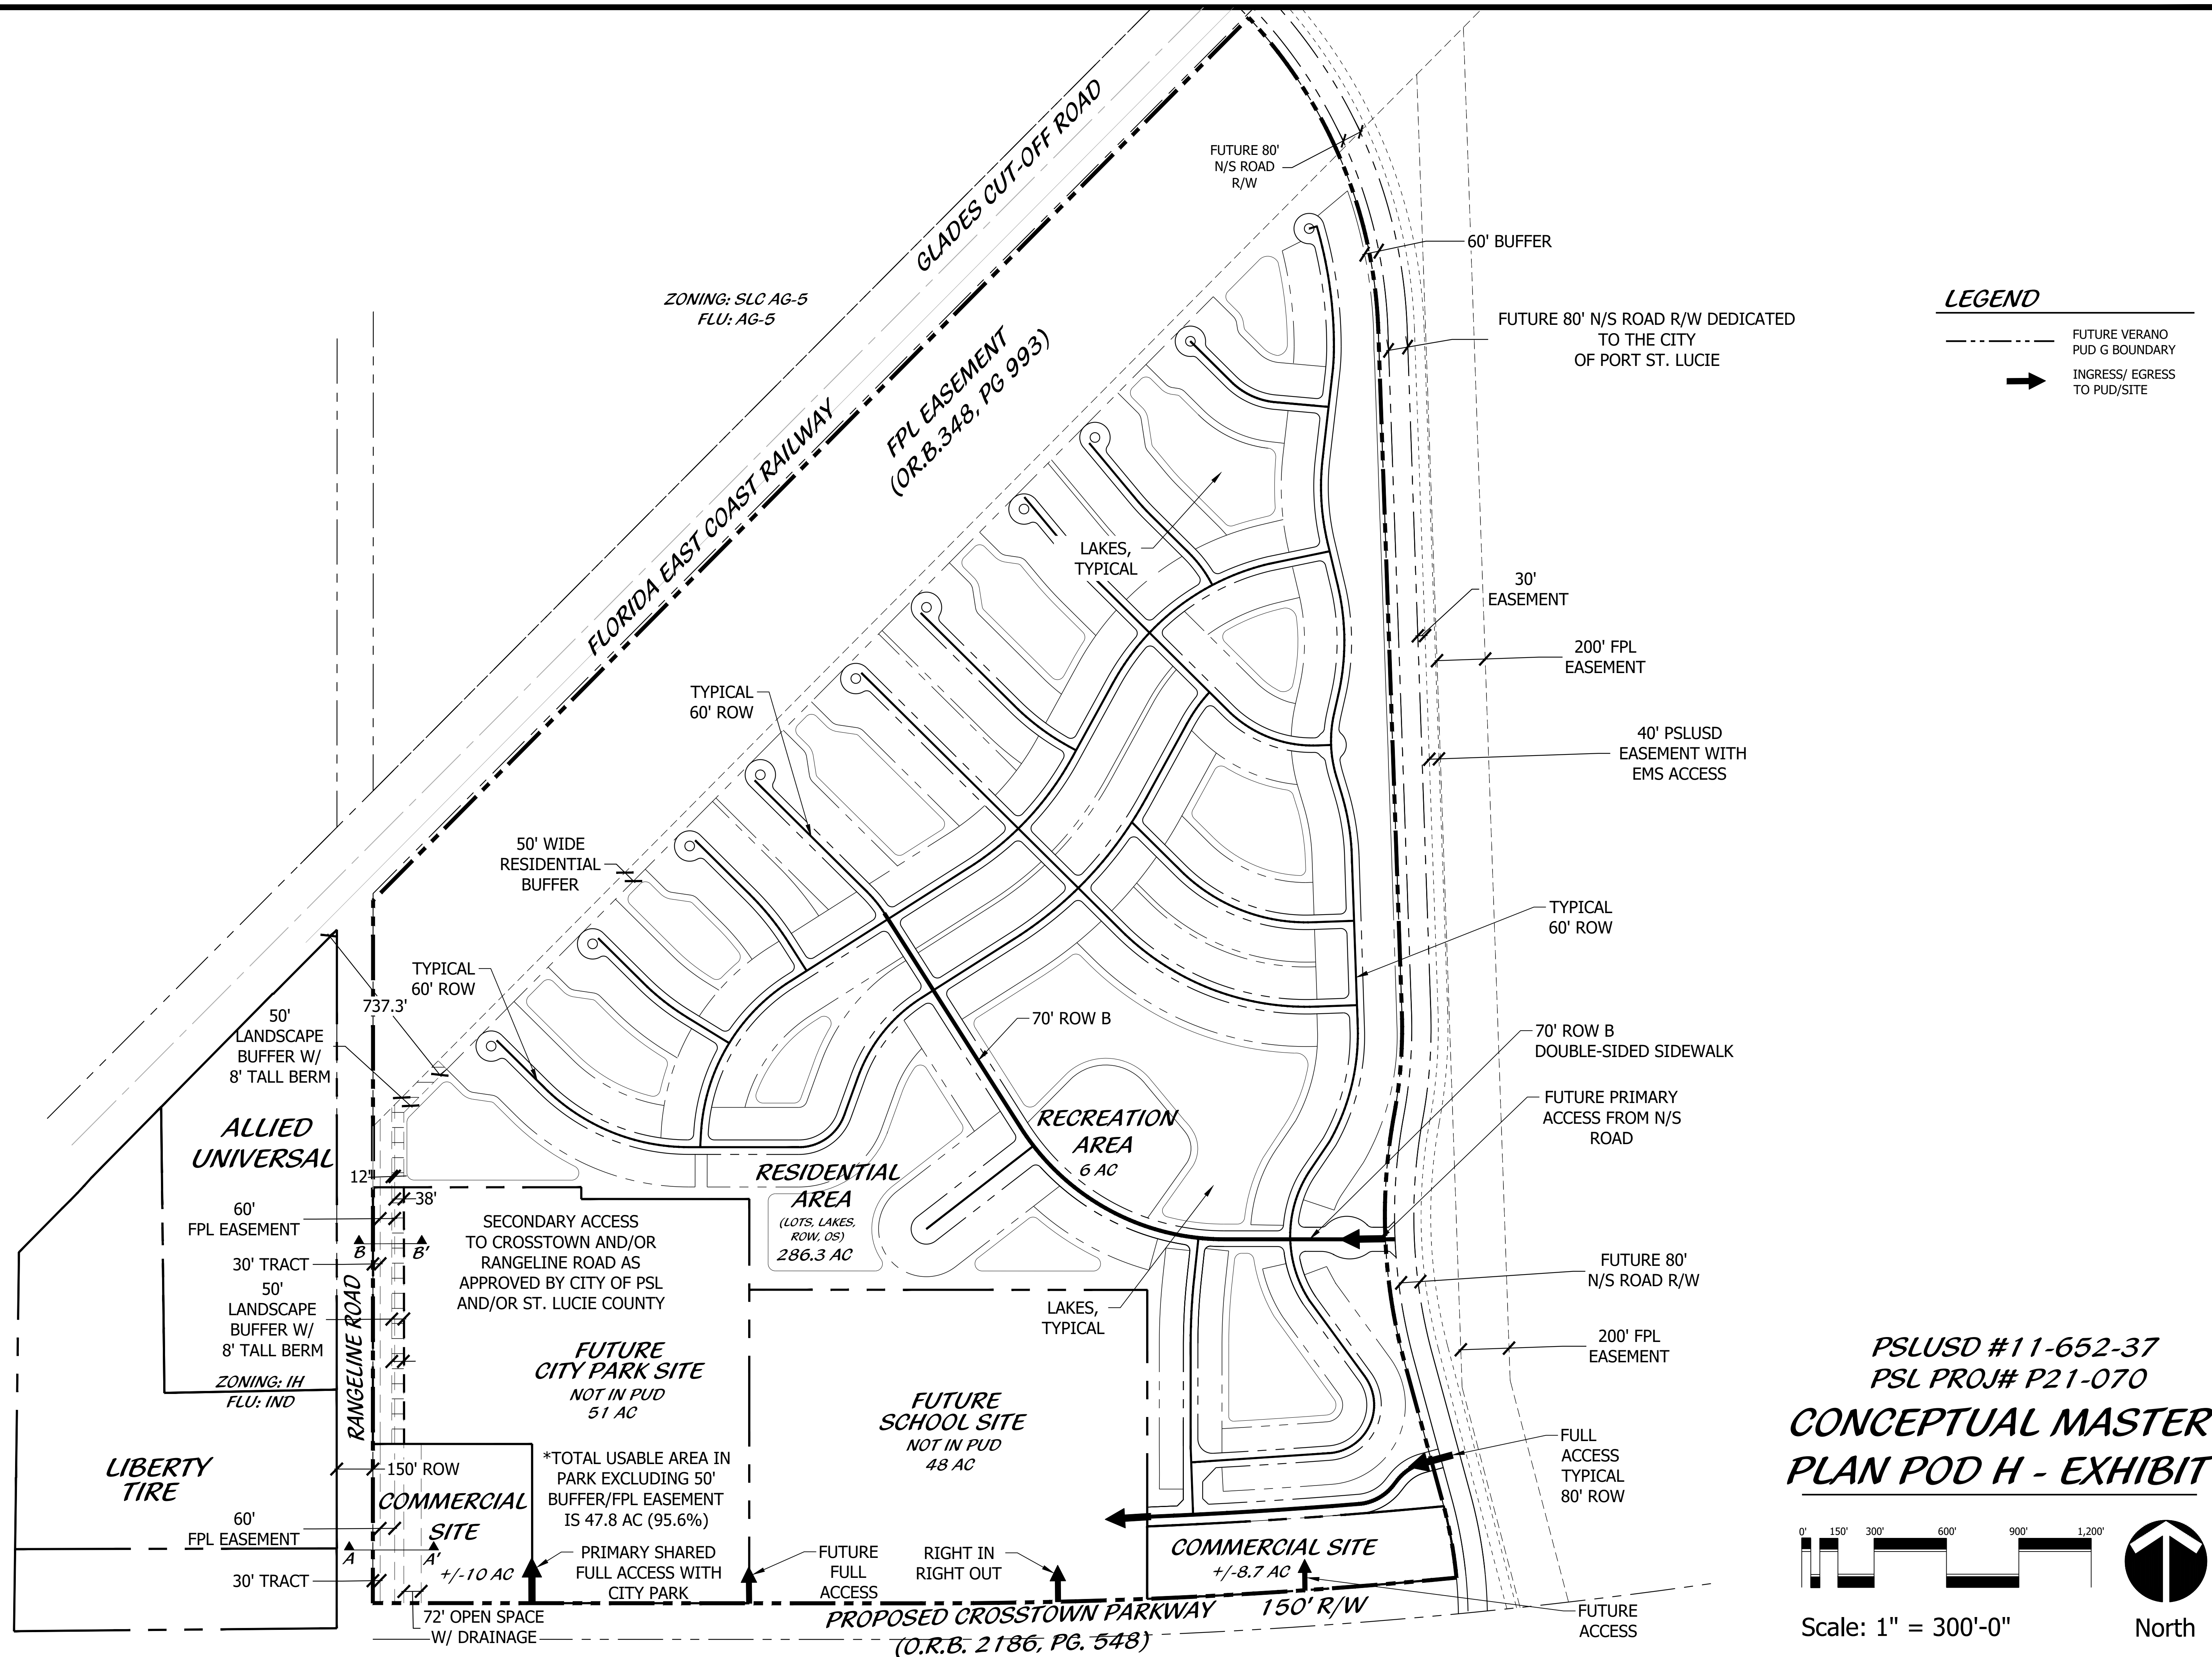 GLADES CUT-OFF ROAD
FUTURE 80'
N/S ROAD
R/W
60' BUFFER
ZONING: SLC AG-5
FLU: AG-5
FPL EASEMENT
(OR.B.348, PG 993)
FLORIDA EAST COAST RAILWAY
FUTURE 80' N/S ROAD R/W DEDICATED
TO THE CITY
OF PORT ST. LUCIE
LEGEND
FUTURE VERANO
PUD G BOUNDARY
INGRESS/ EGRESS
TO PUD/SITE
LAKES,
TYPICAL
30'
EASEMENT
200' FPL
EASEMENT
TYPICAL
60' ROW
40' PSLUSD
EASEMENT WITH
EMS ACCESS
50' WIDE
RESIDENTIAL
BUFFER
TYPICAL
60' ROW
TYPICAL
60' ROW
737.3'
50'
LANDSCAPE
BUFFER W/
8' TALL BERM
70' ROW B
70' ROW B
DOUBLE-SIDED SIDEWALK
FUTURE PRIMARY
ACCESS FROM N/S
ROAD
ALLIED
UNIVERSAL
RECREATION
AREA
6 AC
12'
38'
RESIDENTIAL
AREA
(LOTS, LAKES,
ROW, OS)
286.3 AC
60'
FPL EASEMENT
B
B'
30' TRACT
SECONDARY ACCESS
TO CROSSTOWN AND/OR
RANGELINE ROAD AS
APPROVED BY CITY OF PSL
AND/OR ST. LUCIE COUNTY
50'
LANDSCAPE
BUFFER W/
8' TALL BERM
RANGELINE ROAD
LAKES,
TYPICAL
FUTURE 80'
N/S ROAD R/W
200' FPL
EASEMENT
ZONING: IH
FLU: IND
FUTURE
CITY PARK SITE
NOT IN PUD
51 AC
FUTURE
SCHOOL SITE
NOT IN PUD
48 AC
FULL
ACCESS
TYPICAL
80' ROW
LIBERTY
TIRE
150' ROW
*TOTAL USABLE AREA IN
PARK EXCLUDING 50'
BUFFER/FPL EASEMENT
IS 47.8 AC (95.6%)
COMMERCIAL
SITE
+/-10 AC
60'
FPL EASEMENT
A
A'
30' TRACT
PRIMARY SHARED
FULL ACCESS WITH
CITY PARK
FUTURE
FULL
ACCESS
RIGHT IN
RIGHT OUT
COMMERCIAL SITE
+/-8.7 AC
72' OPEN SPACE
W/ DRAINAGE
PROPOSED CROSSTOWN PARKWAY 150' R/W
(O.R.B. 2186, PG. 548)
FUTURE
ACCESS
PSLUSD #11-652-37
PSL PROJ# P21-070
CONCEPTUAL MASTER
PLAN POD H - EXHIBIT
0' 150' 300' 600' 900' 1,200'
Scale: 1" = 300'-0"
North